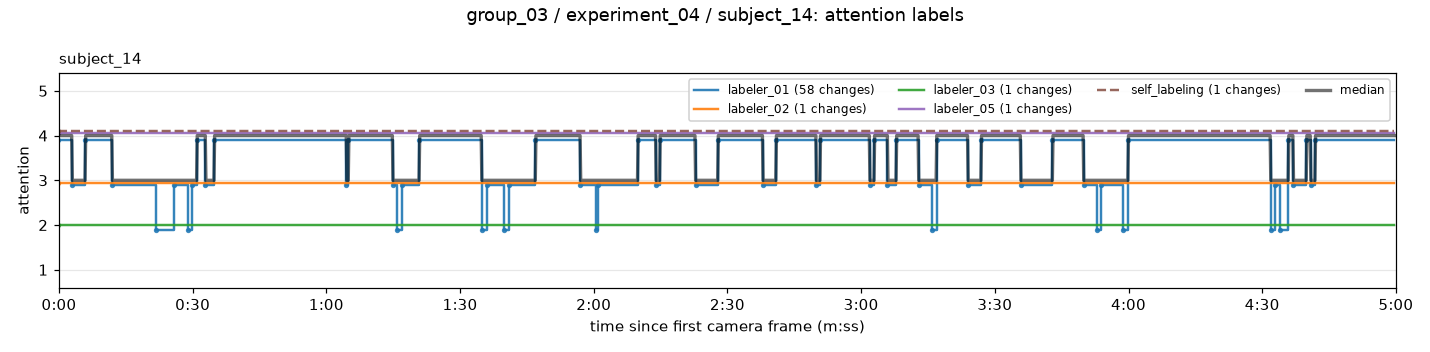 group_03 / experiment_04 / subject_14: attention labels
subject_14
labeler_01 (58 changes)
labeler_02 (1 changes)
labeler_03 (1 changes)
labeler_05 (1 changes)
self_labeling (1 changes)
median
attention
5
4
3
2
1
0:00 0:30 1:00 1:30 2:00 2:30 3:00 3:30 4:00 4:30 5:00
time since first camera frame (m:ss)